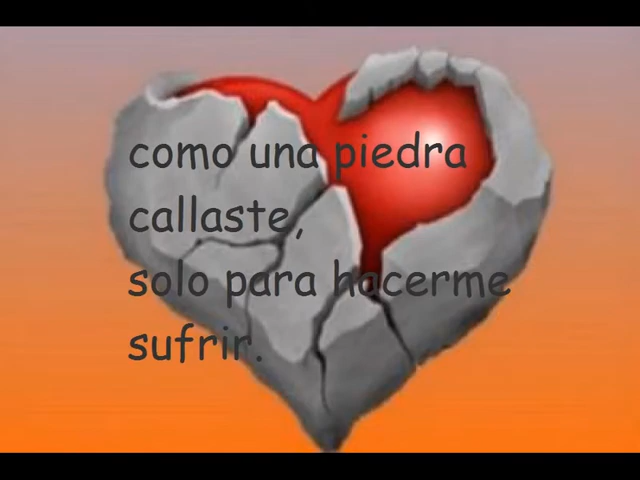 como una piedra
callaste,
solo para hacerme
sufrir.